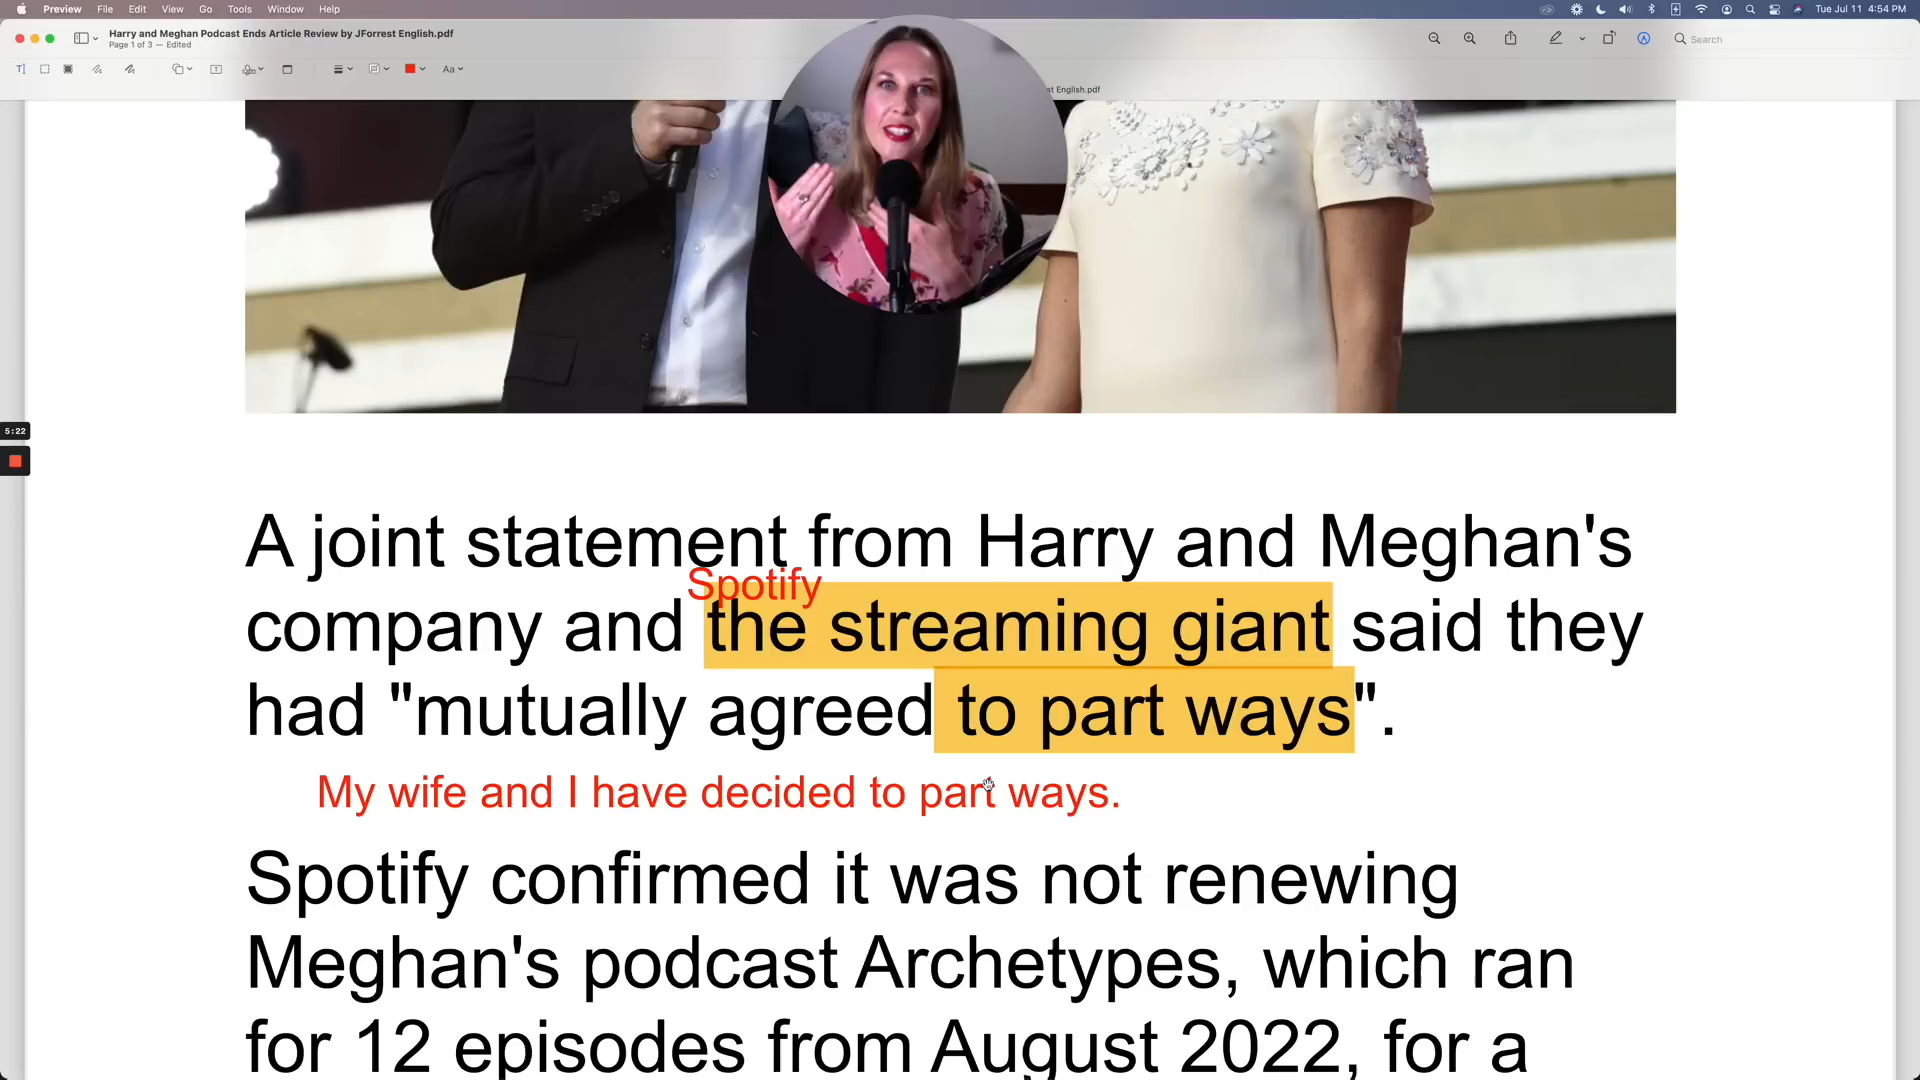 Preview File Edit View Go Tools Window Help
Tue Jul 11 4:54 PM
Harry and Meghan Podcast Ends Article Review by JForrest English.pdf
Page 1 of 3 — Edited
Search
Aa
st English.pdf
5:22
A joint statement from Harry and Meghan's
Spotify
company and the streaming giant said they
had "mutually agreed to part ways".
My wife and I have decided to part ways.
Spotify confirmed it was not renewing
Meghan's podcast Archetypes, which ran
for 12 episodes from August 2022, for a